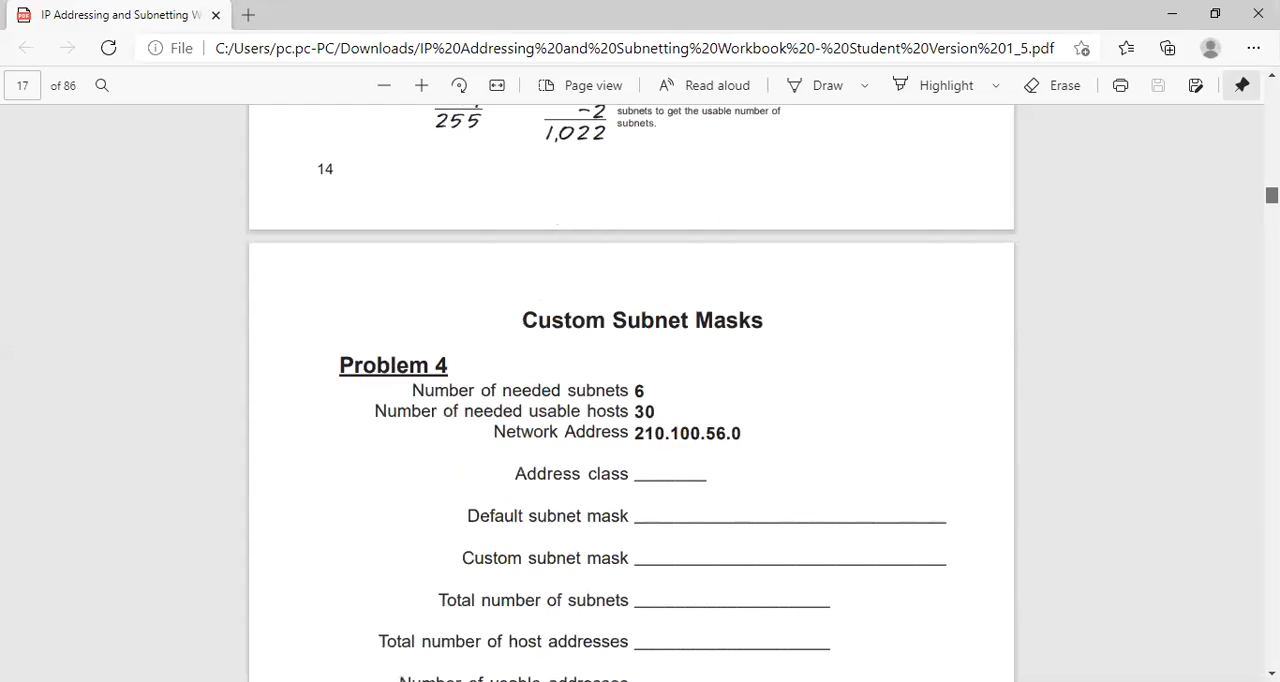 IP Addressing and Subnetting W
File C:/Users/pc.pc-PC/Downloads/IP%20Addressing%20and%20Subnetting%20Workbook%20-%20Student%20Version%201_5.pdf
17 of 86 Page view Read aloud Draw Highlight Erase
255
-2
1,022
subnets to get the usable number of
subnets.
14
Custom Subnet Masks
Problem 4
Number of needed subnets 6
Number of needed usable hosts 30
Network Address 210.100.56.0
Address class
Default subnet mask
Custom subnet mask
Total number of subnets
Total number of host addresses
Number of usable addresses